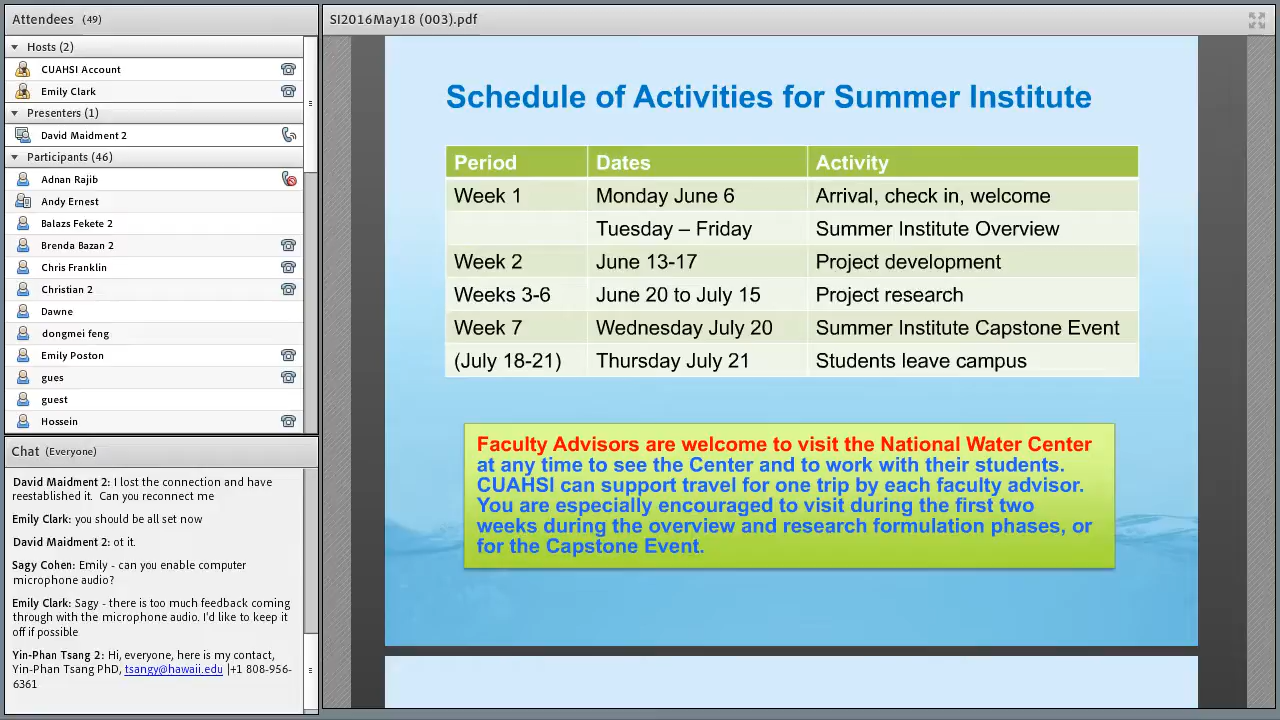 Attendees (49)
Hosts (2)
CUAHSI Account
Emily Clark
Presenters (1)
David Maidment 2
Participants (46)
Adnan Rajib
Andy Ernest
Balazs Fekete 2
Brenda Bazan 2
Chris Franklin
Christian 2
Dawne
dongmei feng
Emily Poston
gues
guest
Hossein
Chat (Everyone)
David Maidment 2: I lost the connection and have
reestablished it.  Can you reconnect me
Emily Clark: you should be all set now
David Maidment 2: ot it.
Sagy Cohen: Emily - can you enable computer
microphone audio?
Emily Clark: Sagy - there is too much feedback coming
through with the microphone audio. I'd like to keep it
off if possible
Yin-Phan Tsang 2: Hi, everyone, here is my contact,
Yin-Phan Tsang PhD, tsangy@hawaii.edu |+1 808-956-
6361
SI2016May18 (003).pdf
Schedule of Activities for Summer Institute
Period Dates Activity
Week 1 Monday June 6 Arrival, check in, welcome
Tuesday – Friday Summer Institute Overview
Week 2 June 13-17 Project development
Weeks 3-6 June 20 to July 15 Project research
Week 7 Wednesday July 20 Summer Institute Capstone Event
(July 18-21) Thursday July 21 Students leave campus
Faculty Advisors are welcome to visit the National Water Center
at any time to see the Center and to work with their students.
CUAHSI can support travel for one trip by each faculty advisor.
You are especially encouraged to visit during the first two
weeks during the overview and research formulation phases, or
for the Capstone Event.